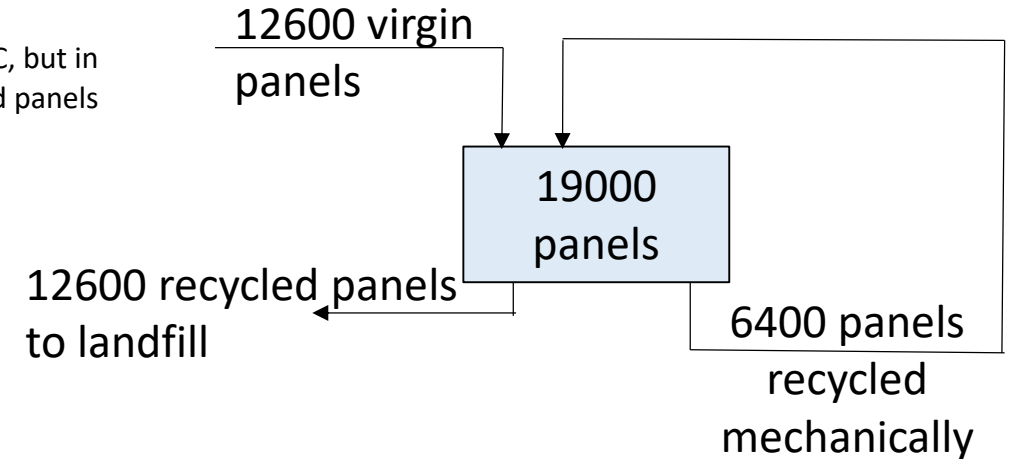 12600 virgin
panels
, but in
panels
19000
panels
12600 recycled panels
to landfill
6400 panels
recycled
mechanically